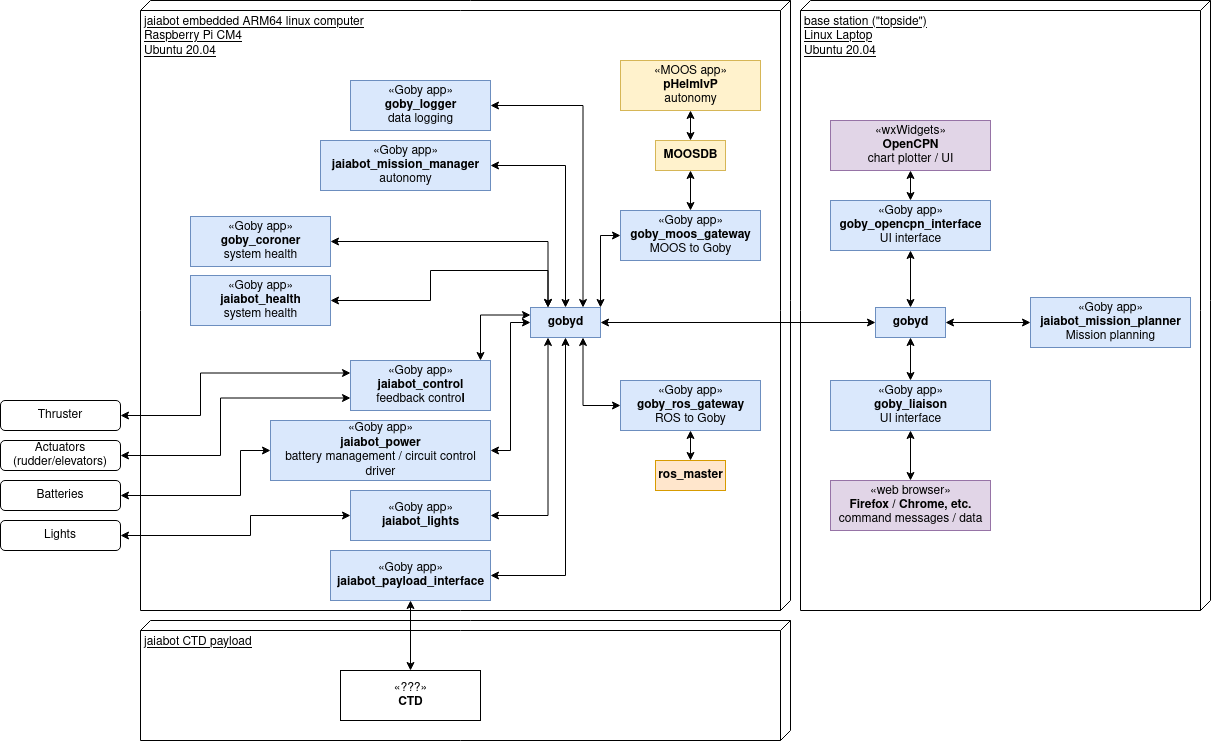 jaiabot embedded ARM64 linux computer
Raspberry Pi CM4
Ubuntu 20.04
«Goby app»
goby_logger
data logging
«Goby app»
jaiabot_mission_manager
autonomy
«Goby app»
goby_coroner
system health
«Goby app»
jaiabot_health
system health
«MOOS app»
pHelmIvP
autonomy
MOOSDB
«Goby app»
goby_moos_gateway
MOOS to Goby
gobyd
«Goby app»
jaiabot_control
feedback control
«Goby app»
jaiabot_power
battery management / circuit control
driver
«Goby app»
jaiabot_lights
«Goby app»
jaiabot_payload_interface
«Goby app»
goby_ros_gateway
ROS to Goby
ros_master
Thruster
Actuators
(rudder/elevators)
Batteries
Lights
jaiabot CTD payload
«???»
CTD
base station ("topside")
Linux Laptop
Ubuntu 20.04
«wxWidgets»
OpenCPN
chart plotter / UI
«Goby app»
goby_opencpn_interface
UI interface
gobyd
«Goby app»
jaiabot_mission_planner
Mission planning
«Goby app»
goby_liaison
UI interface
«web browser»
Firefox / Chrome, etc.
command messages / data